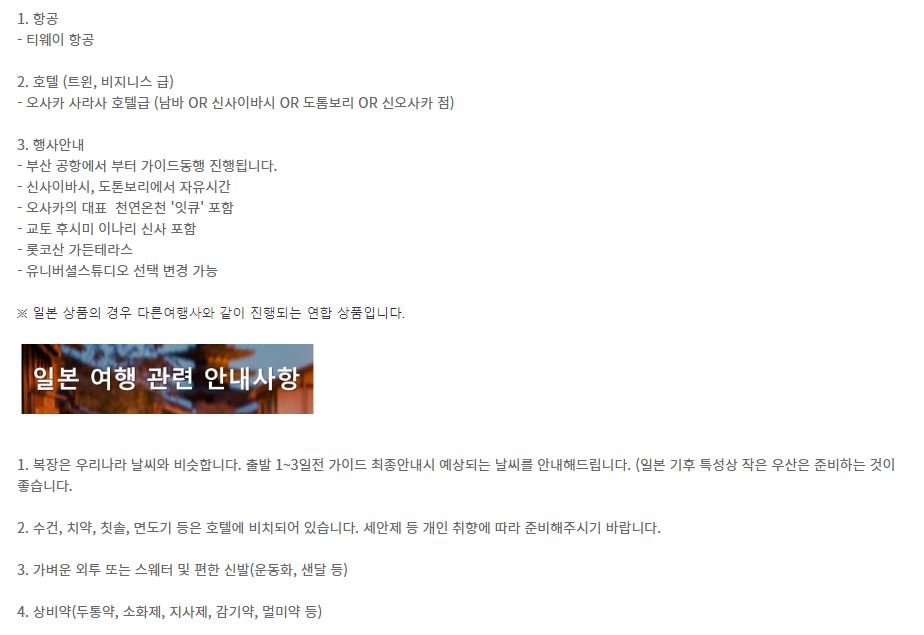 1. 항공
- 티웨이 항공
2. 호텔 (트윈, 비지니스 급)
- 오사카 사라사 호텔급 (남바 OR 신사이바시 OR 도톰보리 OR 신오사카 점)
3. 행사안내
- 부산 공항에서 부터 가이드동행 진행됩니다.
- 신사이바시, 도톤보리에서 자유시간
- 오사카의 대표 천연온천 '잇큐' 포함
- 교토 후시미 이나리 신사 포함
- 롯코산 가든테라스
- 유니버셜스튜디오 선택 변경 가능
※ 일본 상품의 경우 다른여행사와 같이 진행되는 연합 상품입니다.
일본 여행 관련 안내사항
1. 복장은 우리나라 날씨와 비슷합니다. 출발 1~3일전 가이드 최종안내시 예상되는 날씨를 안내해드립니다. (일본 기후 특성상 작은 우산은 준비하는 것이
좋습니다.
2. 수건, 치약, 칫솔, 면도기 등은 호텔에 비치되어 있습니다. 세안제 등 개인 취향에 따라 준비해주시기 바랍니다.
3. 가벼운 외투 또는 스웨터 및 편한 신발(운동화, 샌달 등)
4. 상비약(두통약, 소화제, 지사제, 감기약, 멀미약 등)